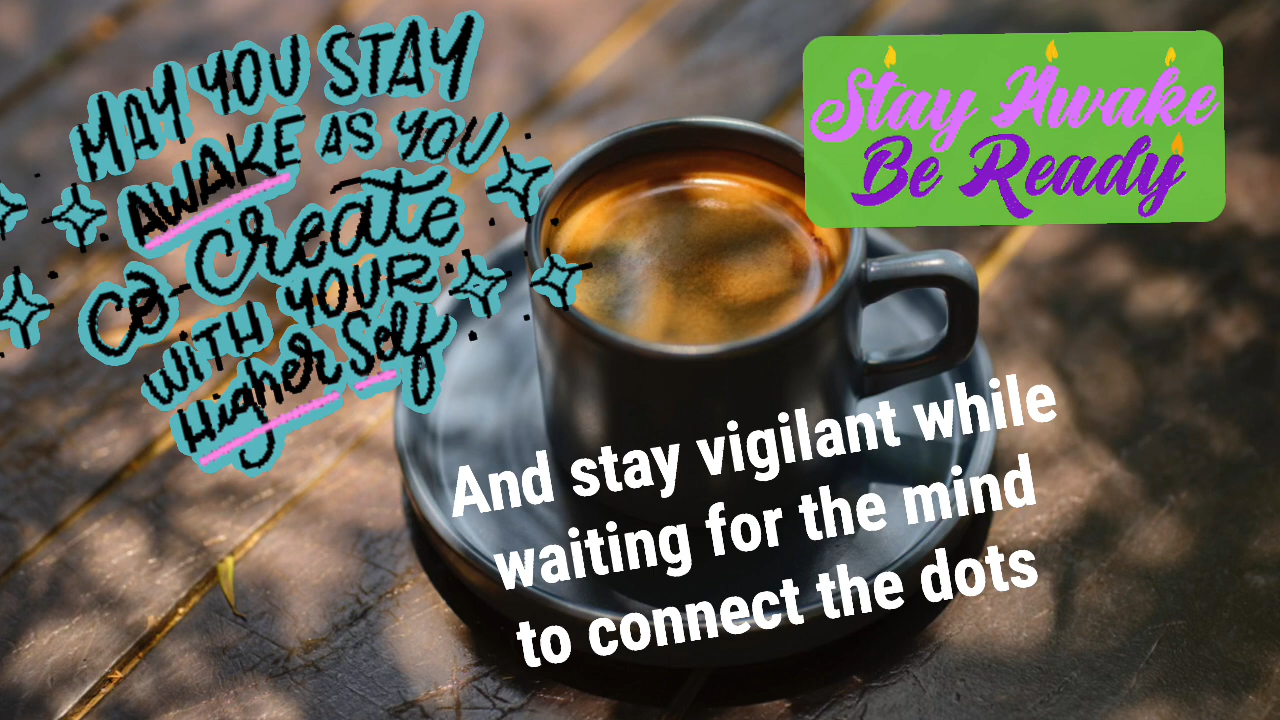 MAY YOU STAY
AWAKE AS YOU
co-create
WITH YOUR
Higher Self
Stay Awake
Be Ready
And stay vigilant while
waiting for the mind
to connect the dots